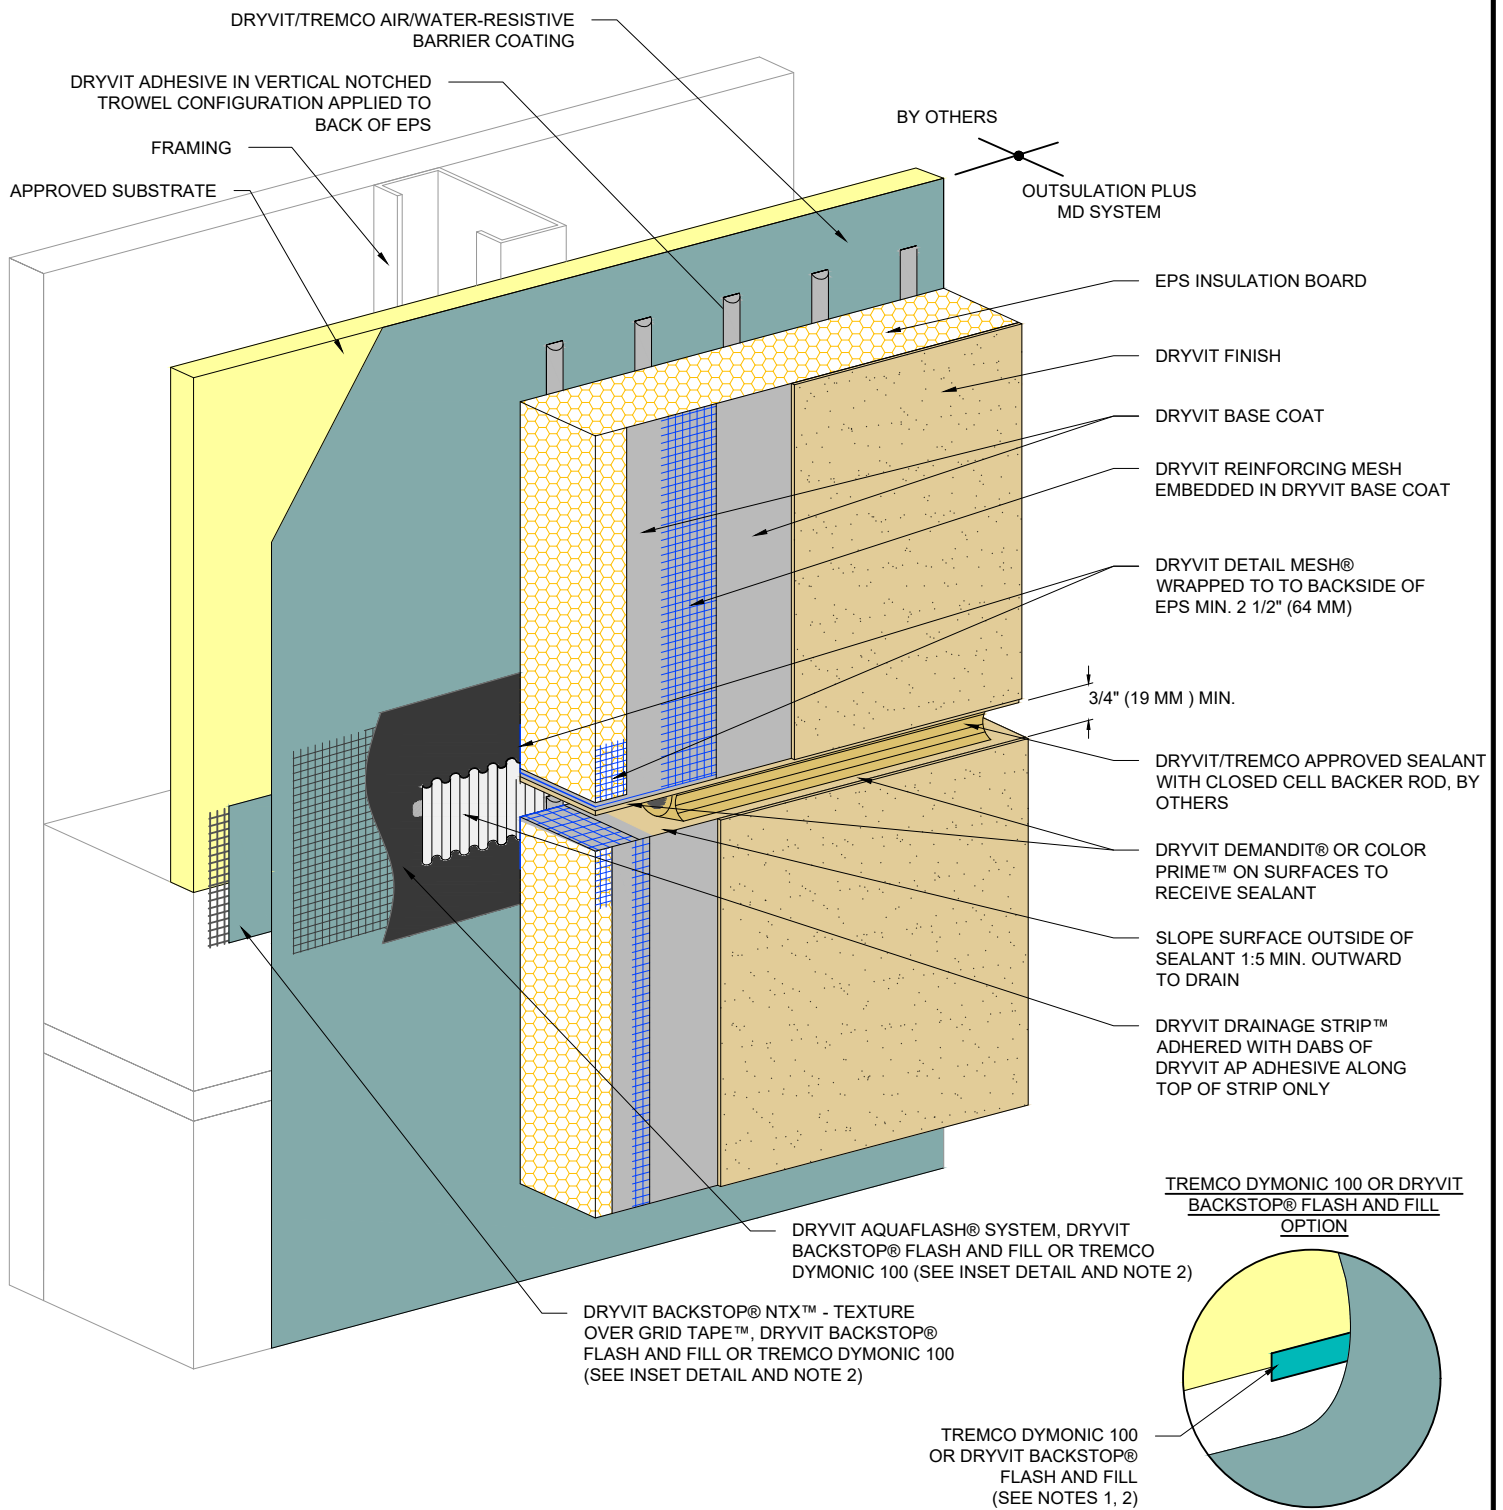 DRYVIT/TREMCO AIR/WATER-RESISTIVE
BARRIER COATING
DRYVIT ADHESIVE IN VERTICAL NOTCHED
TROWEL CONFIGURATION APPLIED TO
BACK OF EPS
FRAMING
APPROVED SUBSTRATE
BY OTHERS
OUTSULATION PLUS
MD SYSTEM
EPS INSULATION BOARD
DRYVIT FINISH
DRYVIT BASE COAT
DRYVIT REINFORCING MESH
EMBEDDED IN DRYVIT BASE COAT
DRYVIT DETAIL MESH®
WRAPPED TO TO BACKSIDE OF
EPS MIN. 2 1/2" (64 MM)
3/4" (19 MM ) MIN.
DRYVIT/TREMCO APPROVED SEALANT
WITH CLOSED CELL BACKER ROD, BY
OTHERS
DRYVIT DEMANDIT® OR COLOR
PRIME™ ON SURFACES TO
RECEIVE SEALANT
SLOPE SURFACE OUTSIDE OF
SEALANT 1:5 MIN. OUTWARD
TO DRAIN
DRYVIT DRAINAGE STRIP™
ADHERED WITH DABS OF
DRYVIT AP ADHESIVE ALONG
TOP OF STRIP ONLY
DRYVIT AQUAFLASH® SYSTEM, DRYVIT
BACKSTOP® FLASH AND FILL OR TREMCO
DYMONIC 100 (SEE INSET DETAIL AND NOTE 2)
DRYVIT BACKSTOP® NTX™ - TEXTURE
OVER GRID TAPE™, DRYVIT BACKSTOP®
FLASH AND FILL OR TREMCO DYMONIC 100
(SEE INSET DETAIL AND NOTE 2)
TREMCO DYMONIC 100 OR DRYVIT
BACKSTOP® FLASH AND FILL
OPTION
TREMCO DYMONIC 100
OR DRYVIT BACKSTOP®
FLASH AND FILL
(SEE NOTES 1, 2)